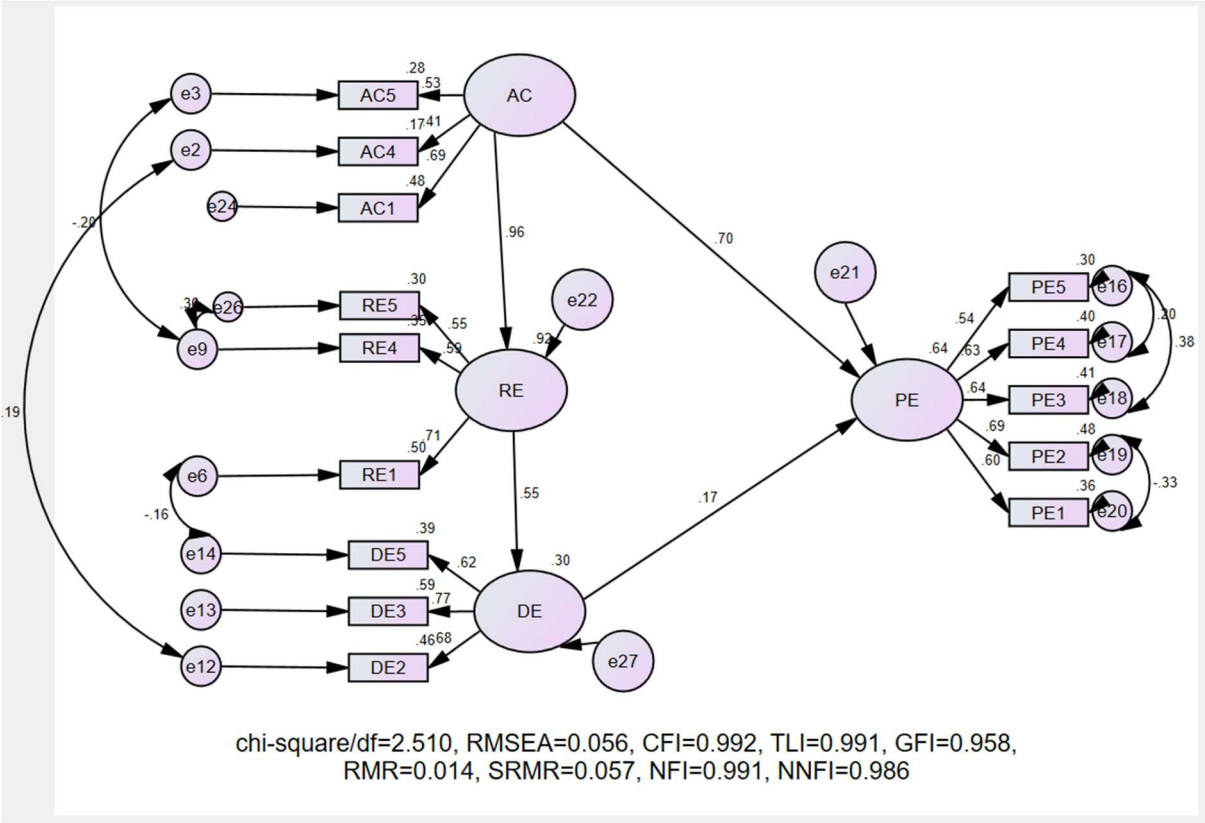 .28
e3 AC5 .53 AC
.17 .41
e2 AC4 .69
.48
e24 AC1
-.20
.96
.70
e21
.30
e26 RE5 .55 e22
e9 RE4 .59 .92
RE
.71
.50
e6 RE1
-.16
.55
.17
.39
e14 DE5 .62 .30
.59
.77
e13 DE3 DE
.46 .68
e12 DE2 e27
.19
.30
PE5 e16
.54 .40 .20
.64 .63 PE4 e17 .38
.41
PE .64 PE3 e18
.69 .48
PE2 e19
.60 .36 -.33
PE1 e20
chi-square/df=2.510, RMSEA=0.056, CFI=0.992, TLI=0.991, GFI=0.958,
RMR=0.014, SRMR=0.057, NFI=0.991, NNFI=0.986